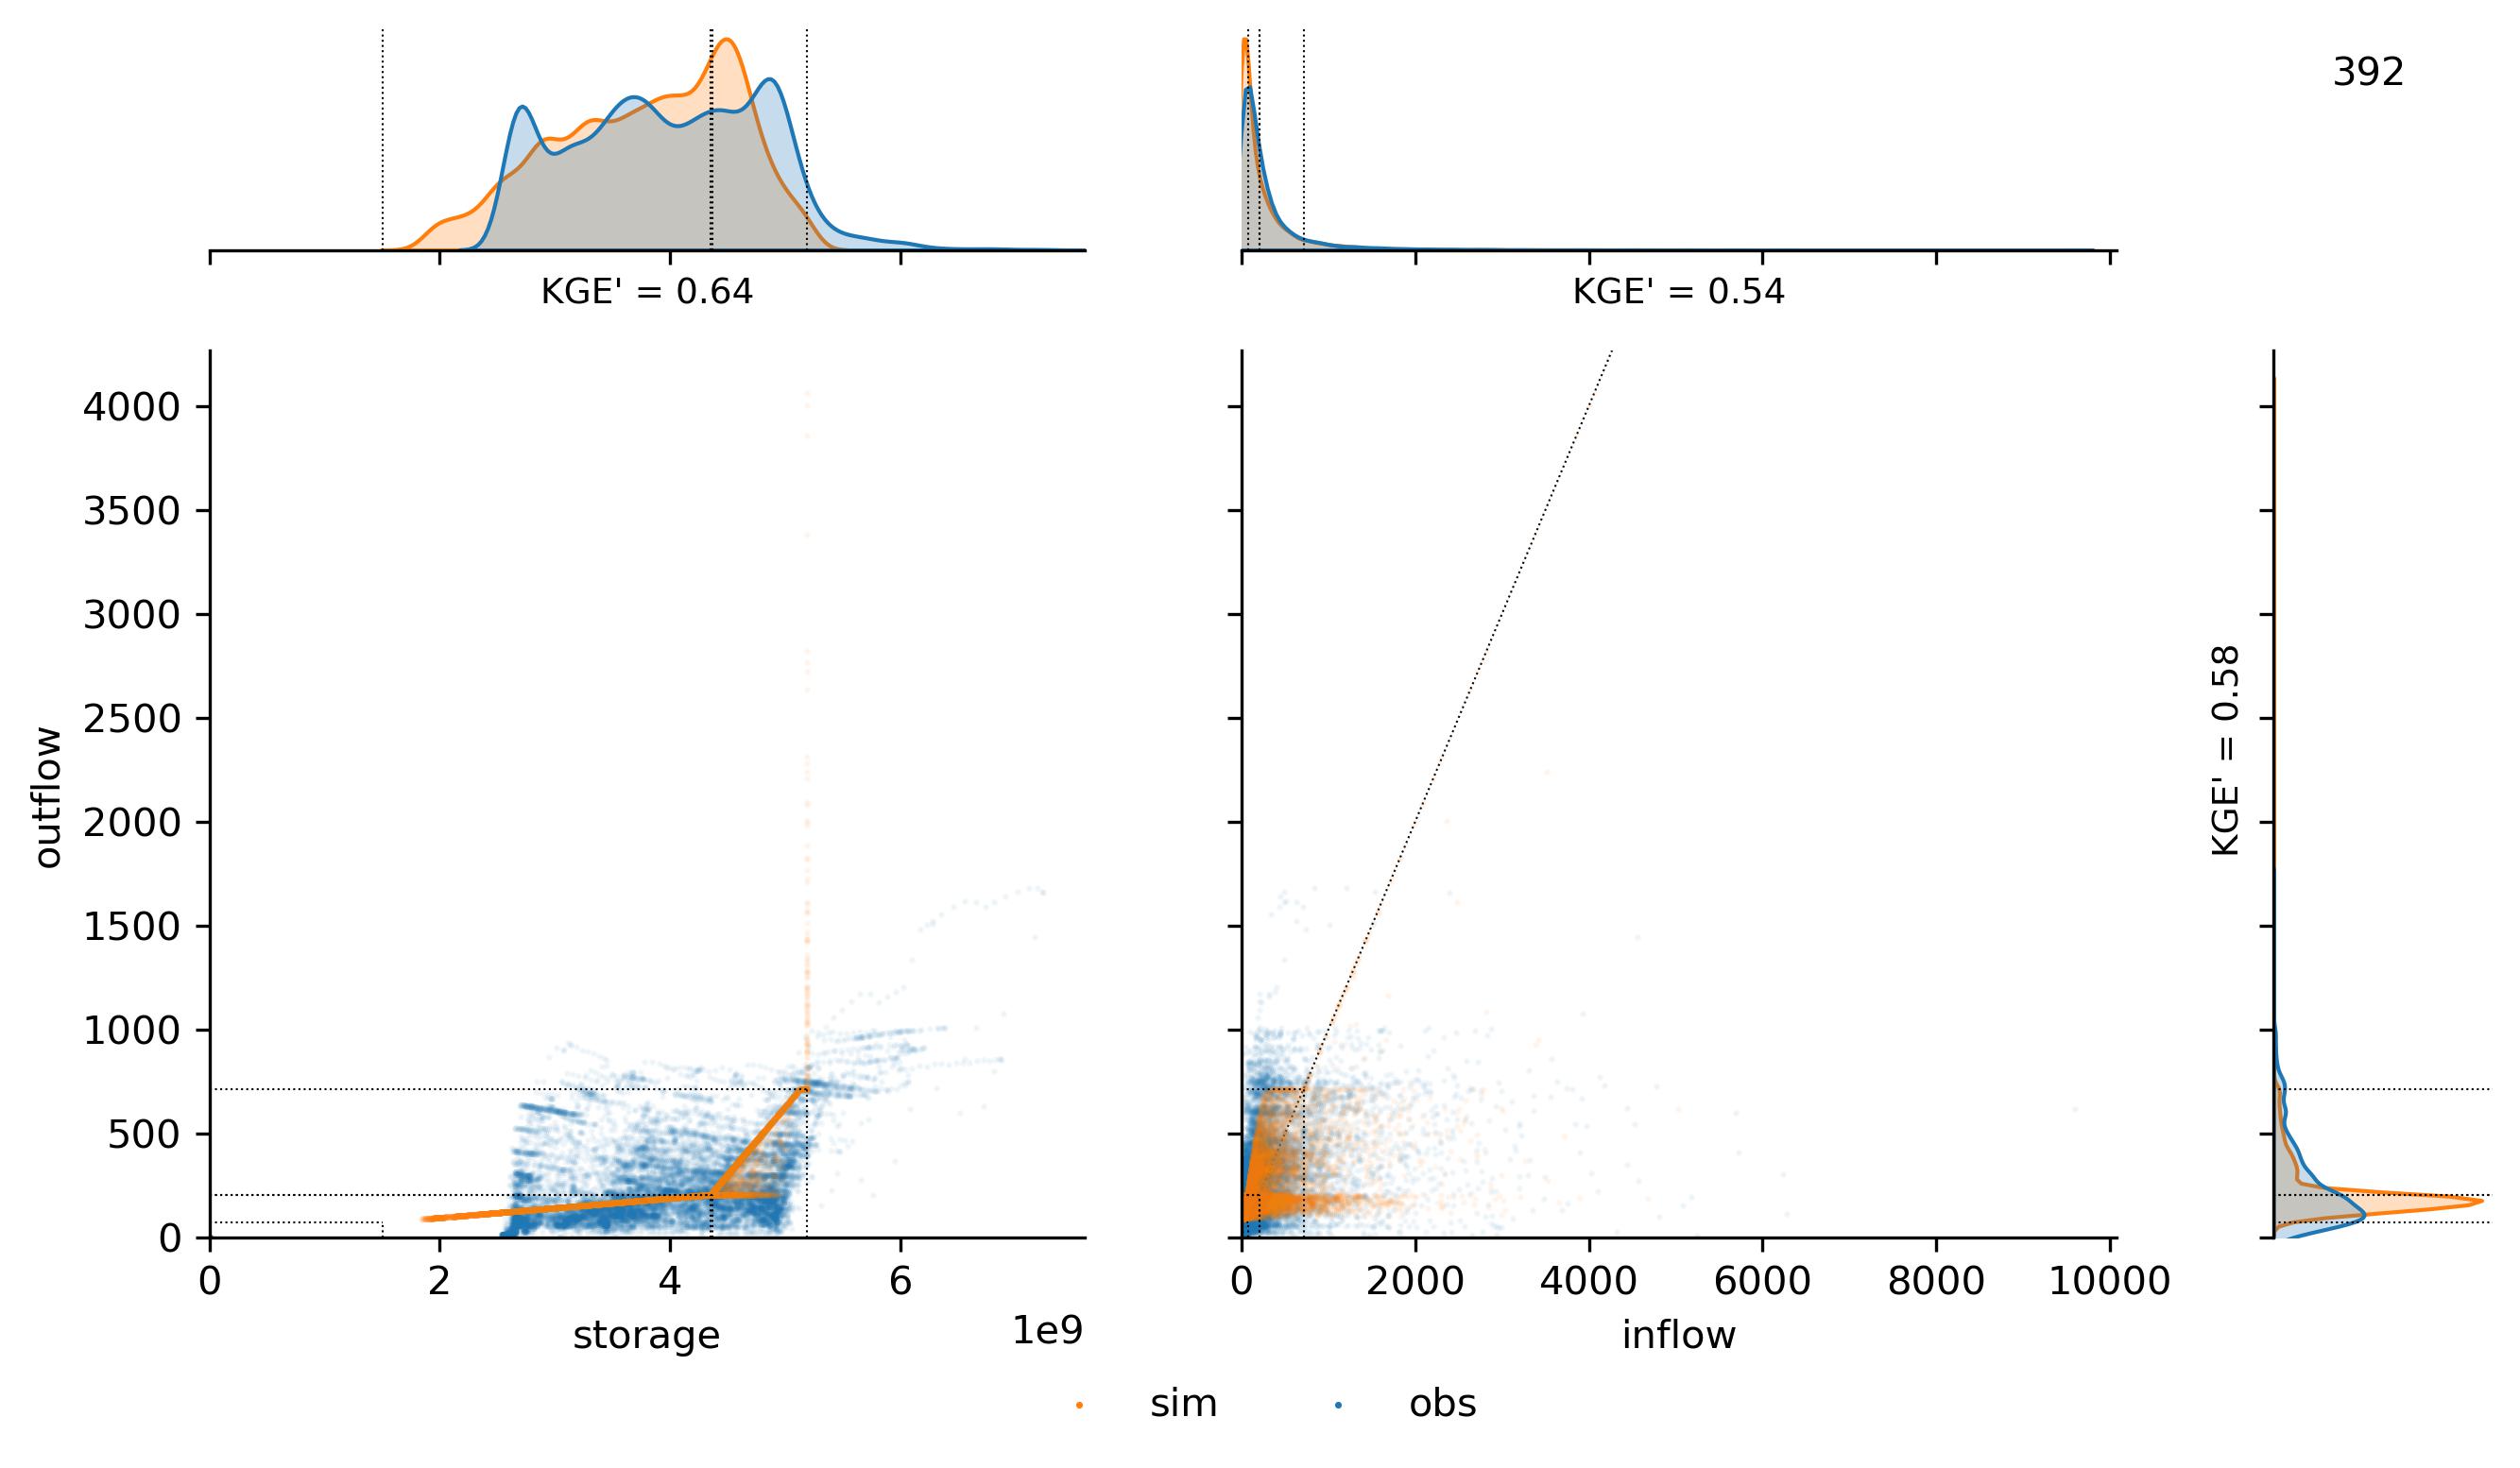 392
KGE' = 0.64
KGE' = 0.54
4000
3500
3000
2500
2000
1500
1000
500
0
outflow
KGE' = 0.58
0 2 4 6
0 2000 4000 6000 8000 10000
1e9
storage
inflow
sim obs